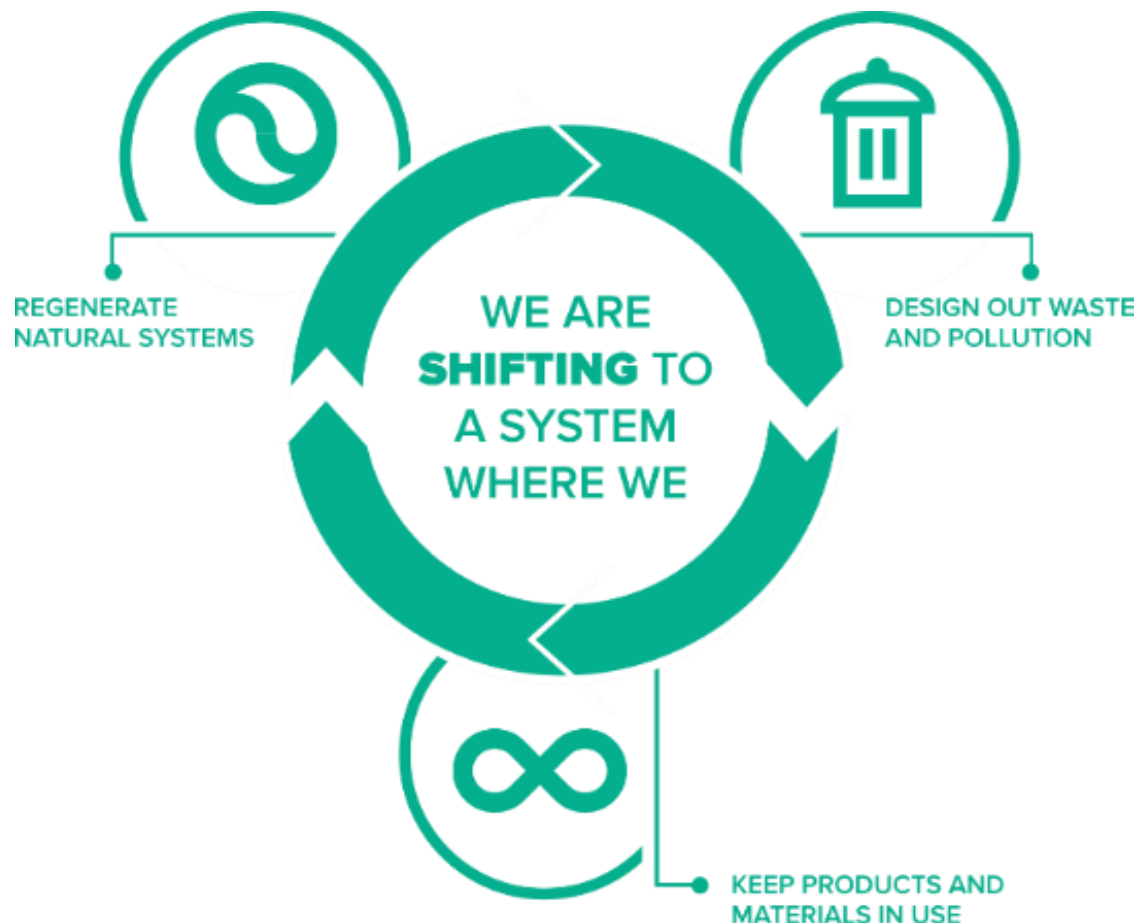 REGENERATE
NATURAL SYSTEMS
WE ARE
SHIFTING TO
A SYSTEM
WHERE WE
DESIGN OUT WASTE
AND POLLUTION
KEEP PRODUCTS AND
MATERIALS IN USE